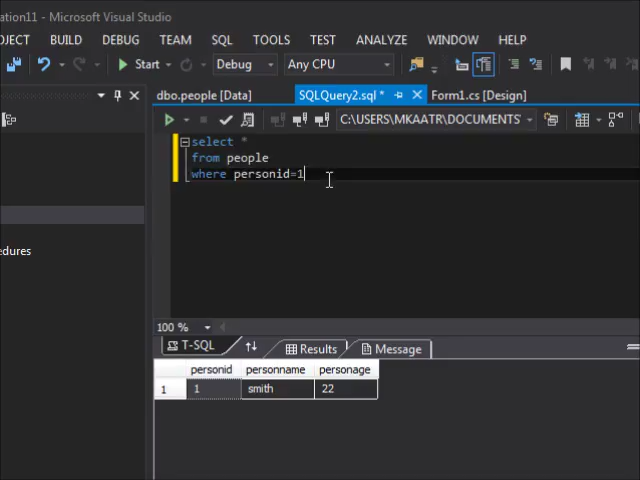 ation11 - Microsoft Visual Studio
OJECT BUILD DEBUG TEAM SQL TOOLS TEST ANALYZE WINDOW HELP
Start Debug Any CPU
dbo.people [Data] SQLQuery2.sql * Form1.cs [Design]
C:\USERS\MKAATR\DOCUMENTS
select *
from people
where personid=1
edures
100 %
T-SQL Results Message
personid personname personage
1 1 smith 22